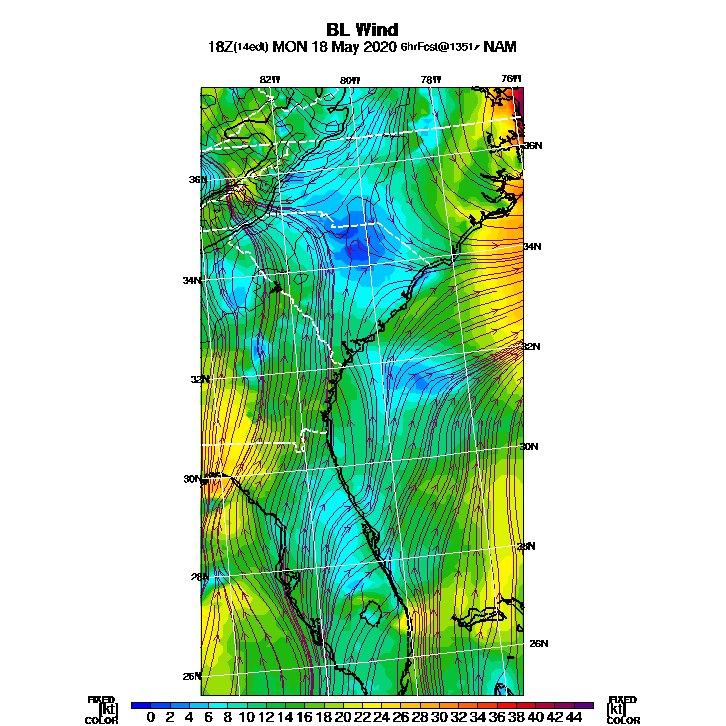 BL Wind
18Z(14edt) MON 18 May 2020 6hrFcst@1351z NAM
82W 80W 78W 76W
36N
36N
34N
34N
32N
32N
30N
30N
28N
28N
26N
26N
FIXED FIXED
[kt] [kt]
COLOR COLOR
0 2 4 6 8 10 12 14 16 18 20 22 24 26 28 30 32 34 36 38 40 42 44